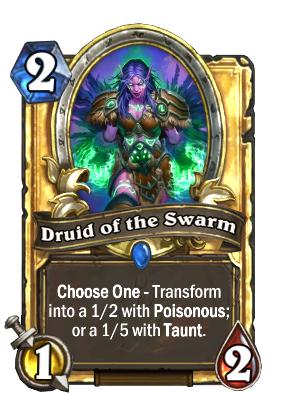 2
Druid of the Swarm
Choose One - Transform
into a 1/2 with Poisonous;
or a 1/5 with Taunt.
1
2